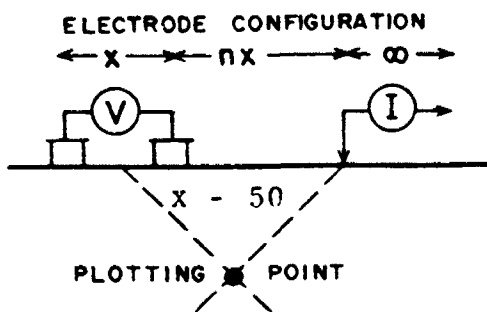 ELECTRODE CONFIGURATION
x nx ∞
V I
x - 50
PLOTTING POINT